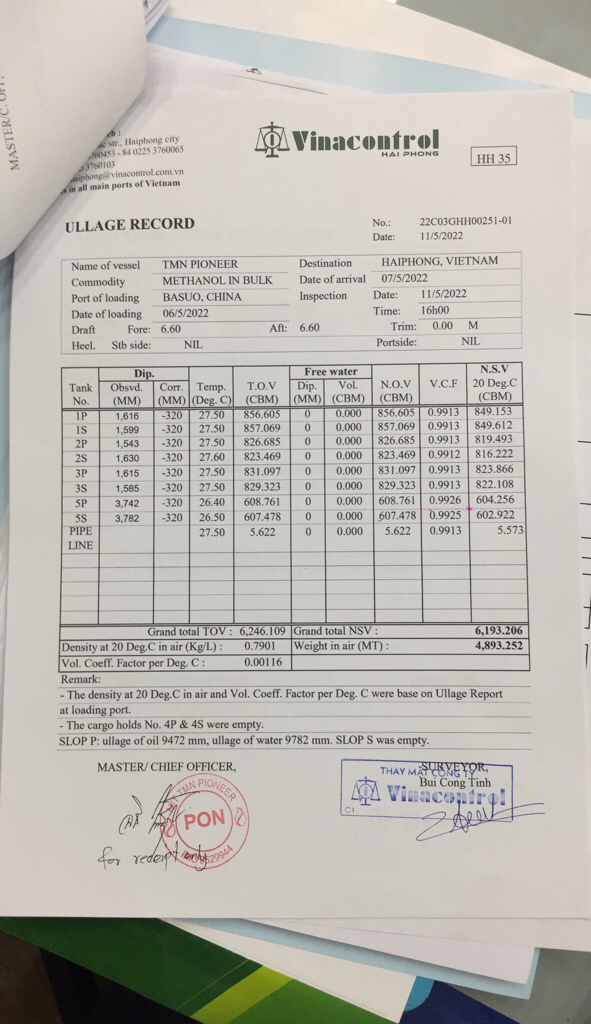 MASTER/C. OFF,
ch :
str., Haiphong city
760453 - 84 0225 3760065
3760103
haiphong@vinacontrol.com.vn
in all main ports of Vietnam
Vinacontrol
HAI PHONG
HH 35
ULLAGE RECORD
No.: 22C03GHH00251-01
Date: 11/5/2022
Name of vessel TMN PIONEER Destination HAIPHONG, VIETNAM
Commodity METHANOL IN BULK Date of arrival 07/5/2022
Port of loading BASUO, CHINA Inspection Date: 11/5/2022
Date of loading 06/5/2022 Time: 16h00
Draft Fore: 6.60 Aft: 6.60 Trim: 0.00 M
Heel. Stb side: NIL Portside: NIL
Dip. Free water N.S.V
Tank Obsvd. Corr. Temp. T.O.V Dip. Vol. N.O.V V.C.F 20 Deg.C
No. (MM) (MM) (Deg. C) (CBM) (MM) (CBM) (CBM) (CBM)
1P 1,616 -320 27.50 856.605 0 0.000 856.605 0.9913 849.153
1S 1,599 -320 27.50 857.069 0 0.000 857.069 0.9913 849.612
2P 1,543 -320 27.50 826.685 0 0.000 826.685 0.9913 819.493
2S 1,630 -320 27.60 823.469 0 0.000 823.469 0.9912 816.222
3P 1,615 -320 27.50 831.097 0 0.000 831.097 0.9913 823.866
3S 1,585 -320 27.50 829.323 0 0.000 829.323 0.9913 822.108
5P 3,742 -320 26.40 608.761 0 0.000 608.761 0.9926 604.256
5S 3,782 -320 26.50 607.478 0 0.000 607.478 0.9925 602.922
PIPE 27.50 5.622 0 0.000 5.622 0.9913 5.573
LINE
Grand total TOV : 6,246.109 Grand total NSV : 6,193.206
Density at 20 Deg.C in air (Kg/L) : 0.7901 Weight in air (MT) : 4,893.252
Vol. Coeff. Factor per Deg. C : 0.00116
Remark:
- The density at 20 Deg.C in air and Vol. Coeff. Factor per Deg. C were base on Ullage Report
at loading port.
- The cargo holds No. 4P & 4S were empty.
SLOP P: ullage of oil 9472 mm, ullage of water 9782 mm. SLOP S was empty.
MASTER/ CHIEF OFFICER, SURVEYOR,
THAY MẶT CÔNG TY
Bui Cong Tinh
Vinacontrol
C1
TMN PIONEER
PON
IMO 9529944
for receipt only